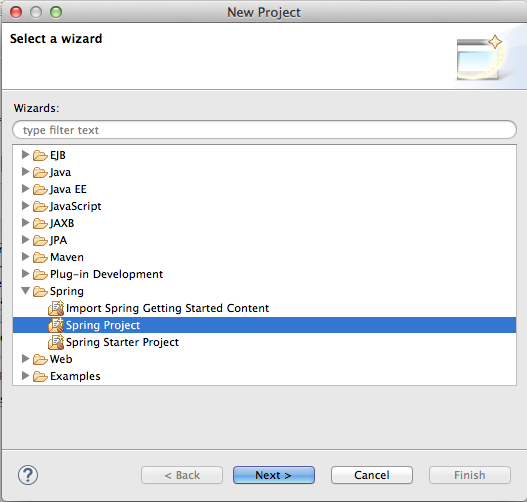 New Project
Select a wizard
Wizards:
type filter text
EJB
Java
Java EE
JavaScript
JAXB
JPA
Maven
Plug-in Development
Spring
Import Spring Getting Started Content
Spring Project
Spring Starter Project
Web
Examples
? < Back Next > Cancel Finish